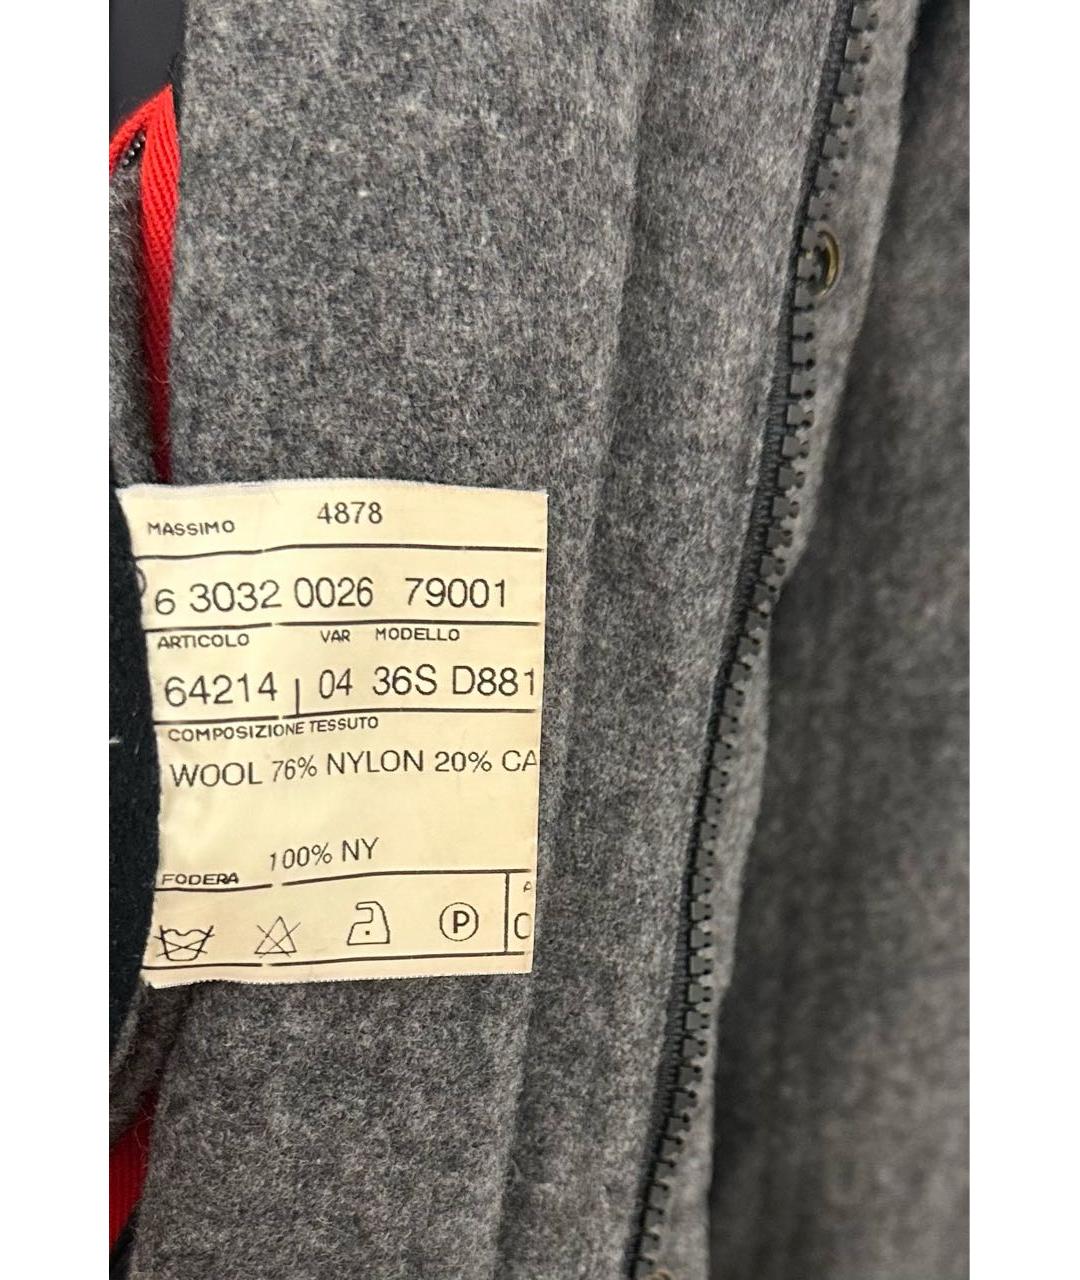 MASSIMO 4878
6 3032 0026 79001
ARTICOLO VAR MODELLO
64214 04 36S D881
COMPOSIZIONE TESSUTO
WOOL 76% NYLON 20% CA
100% NY
FODERA
P